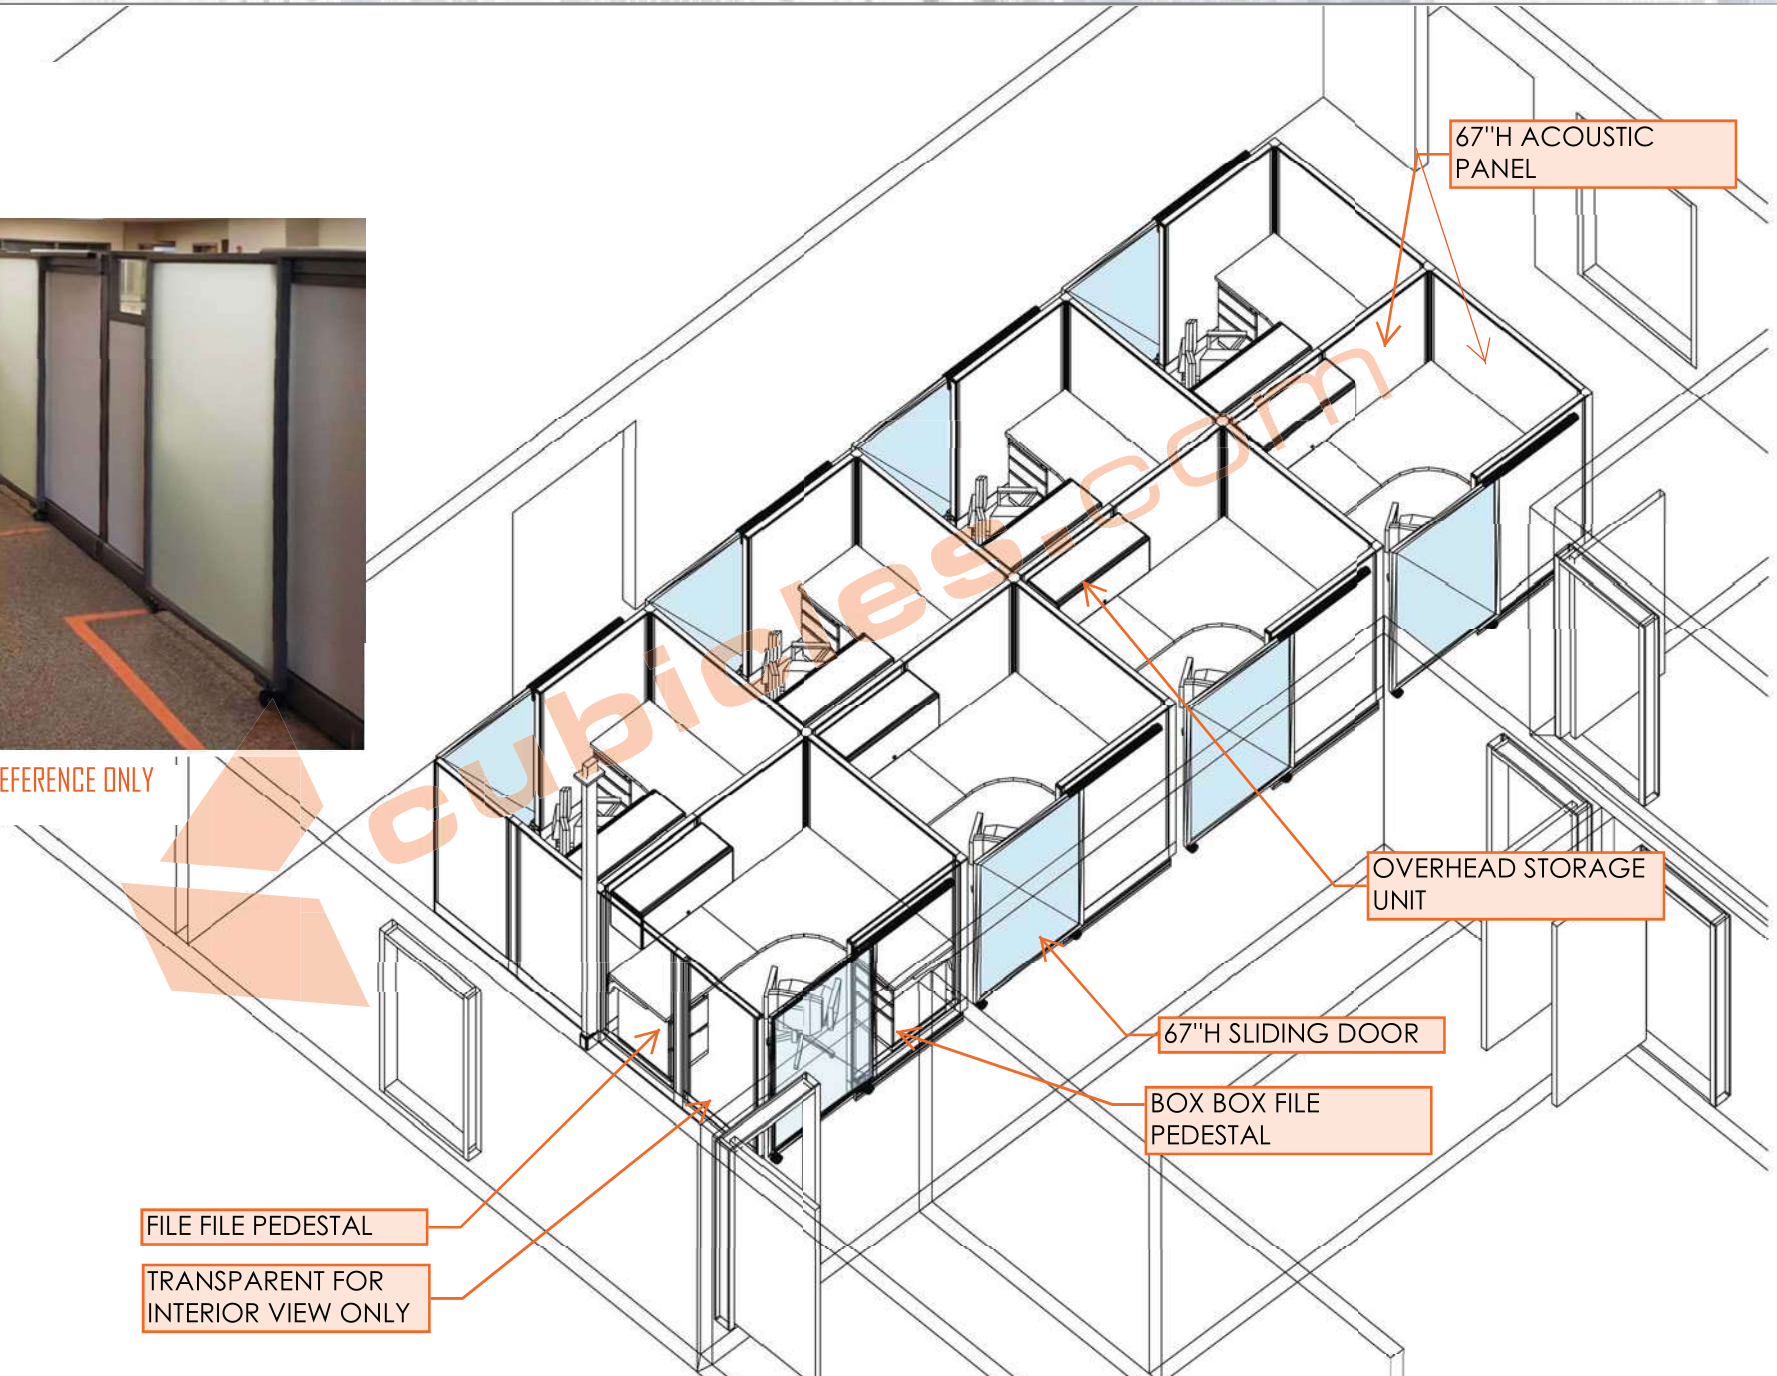 67"H ACOUSTIC
PANEL
cubicles.com
EFERENCE ONLY
OVERHEAD STORAGE
UNIT
67"H SLIDING DOOR
BOX BOX FILE
PEDESTAL
FILE FILE PEDESTAL
TRANSPARENT FOR
INTERIOR VIEW ONLY